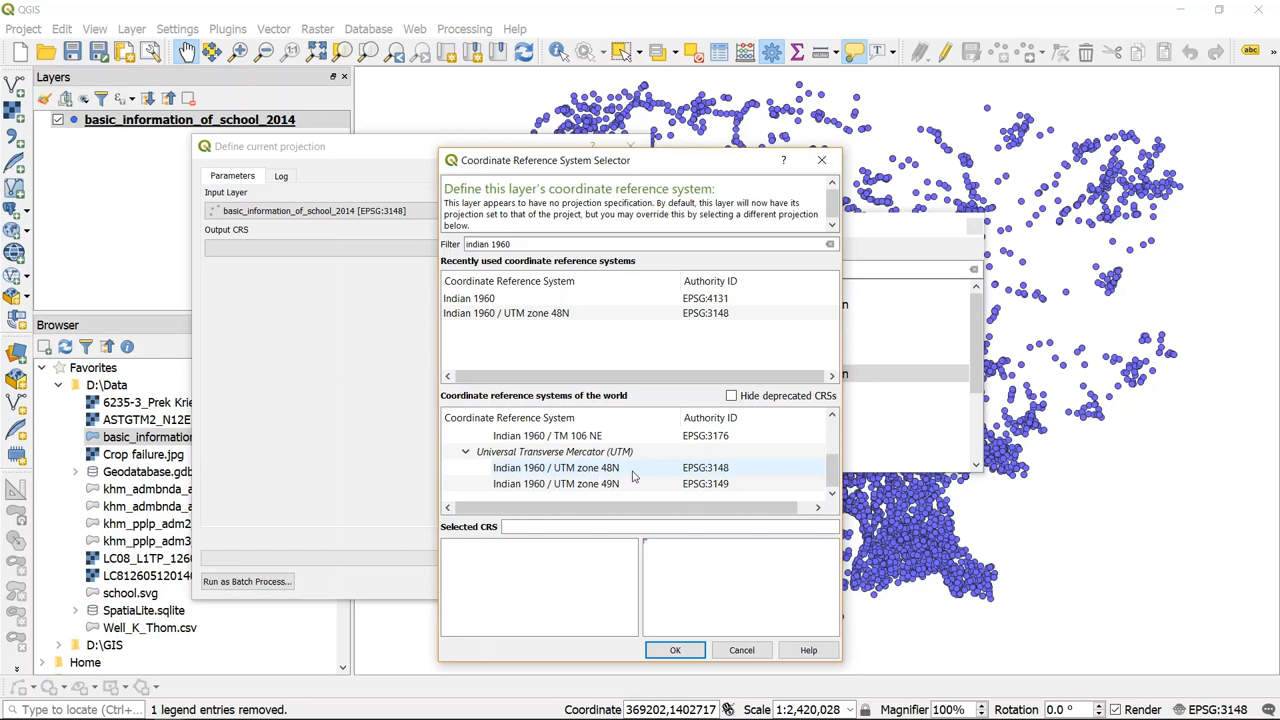 QGIS
Project Edit View Layer Settings Plugins Vector Raster Database Web Processing Help
abc
Layers
basic_information_of_school_2014
Define current projection
Parameters Log
Input Layer
basic_information_of_school_2014 [EPSG:3148]
Output CRS
Run as Batch Process...
Coordinate Reference System Selector
Define this layer's coordinate reference system:
This layer appears to have no projection specification. By default, this layer will now have its
projection set to that of the project, but you may override this by selecting a different projection
below.
Filter indian 1960
Recently used coordinate reference systems
Coordinate Reference System Authority ID
Indian 1960 EPSG:4131
Indian 1960 / UTM zone 48N EPSG:3148
Coordinate reference systems of the world Hide deprecated CRSs
Coordinate Reference System Authority ID
Indian 1960 / TM 106 NE EPSG:3176
Universal Transverse Mercator (UTM)
Indian 1960 / UTM zone 48N EPSG:3148
Indian 1960 / UTM zone 49N EPSG:3149
Selected CRS
OK Cancel Help
Browser
Favorites
D:\Data
6235-3_Prek Krie
ASTGTM2_N12E
basic_information
Crop failure.jpg
Geodatabase.gdb
khm_admbnda_
khm_admbnda_
khm_pplp_adm2
khm_pplp_adm3
LC08_L1TP_1260
LC812605120140
school.svg
SpatiaLite.sqlite
Well_K_Thom.csv
D:\GIS
Home
Type to locate (Ctrl+... 1 legend entries removed. Coordinate 369202,1402717 Scale 1:2,420,028 Magnifier 100% Rotation 0.0 ° Render EPSG:3148